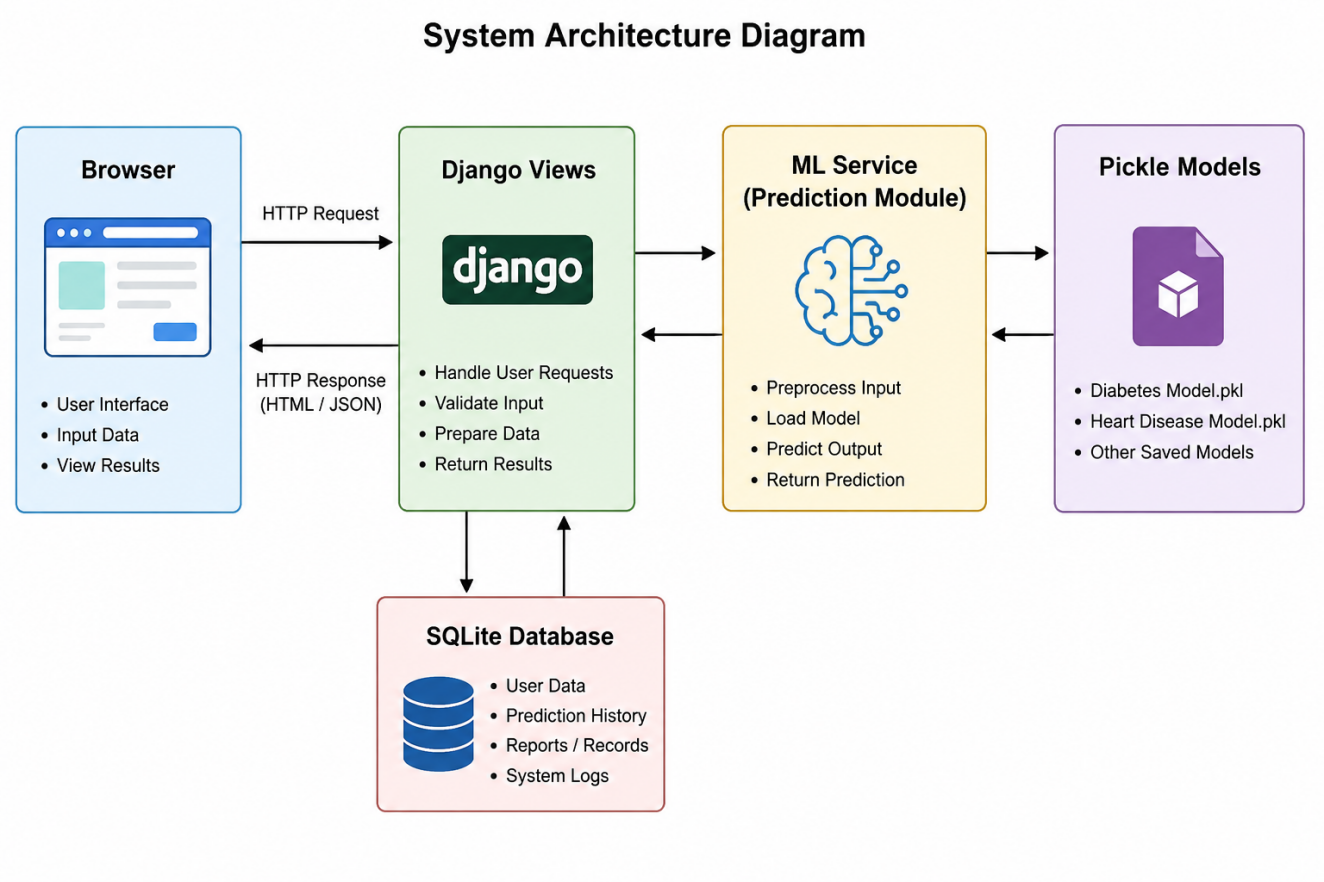 System Architecture Diagram
Browser
• User Interface
• Input Data
• View Results
HTTP Request
HTTP Response
(HTML / JSON)
Django Views
django
• Handle User Requests
• Validate Input
• Prepare Data
• Return Results
ML Service
(Prediction Module)
• Preprocess Input
• Load Model
• Predict Output
• Return Prediction
Pickle Models
• Diabetes Model.pkl
• Heart Disease Model.pkl
• Other Saved Models
SQLite Database
• User Data
• Prediction History
• Reports / Records
• System Logs